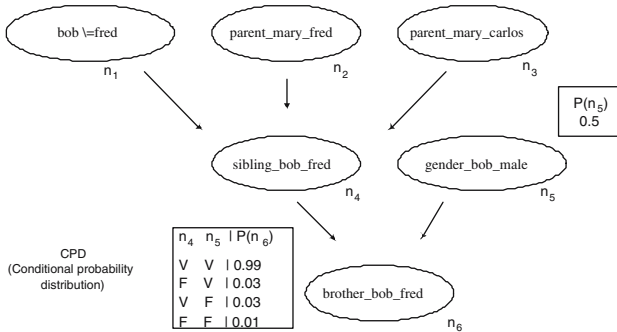 bob \=fred
parent_mary_fred
parent_mary_carlos
n1
n2
n3
P(n5)
0.5
sibling_bob_fred
gender_bob_male
n4
n5
CPD
(Conditional probability
distribution)
n4 n5 | P(n6)
V V | 0.99
F V | 0.03
V F | 0.03
F F | 0.01
brother_bob_fred
n6